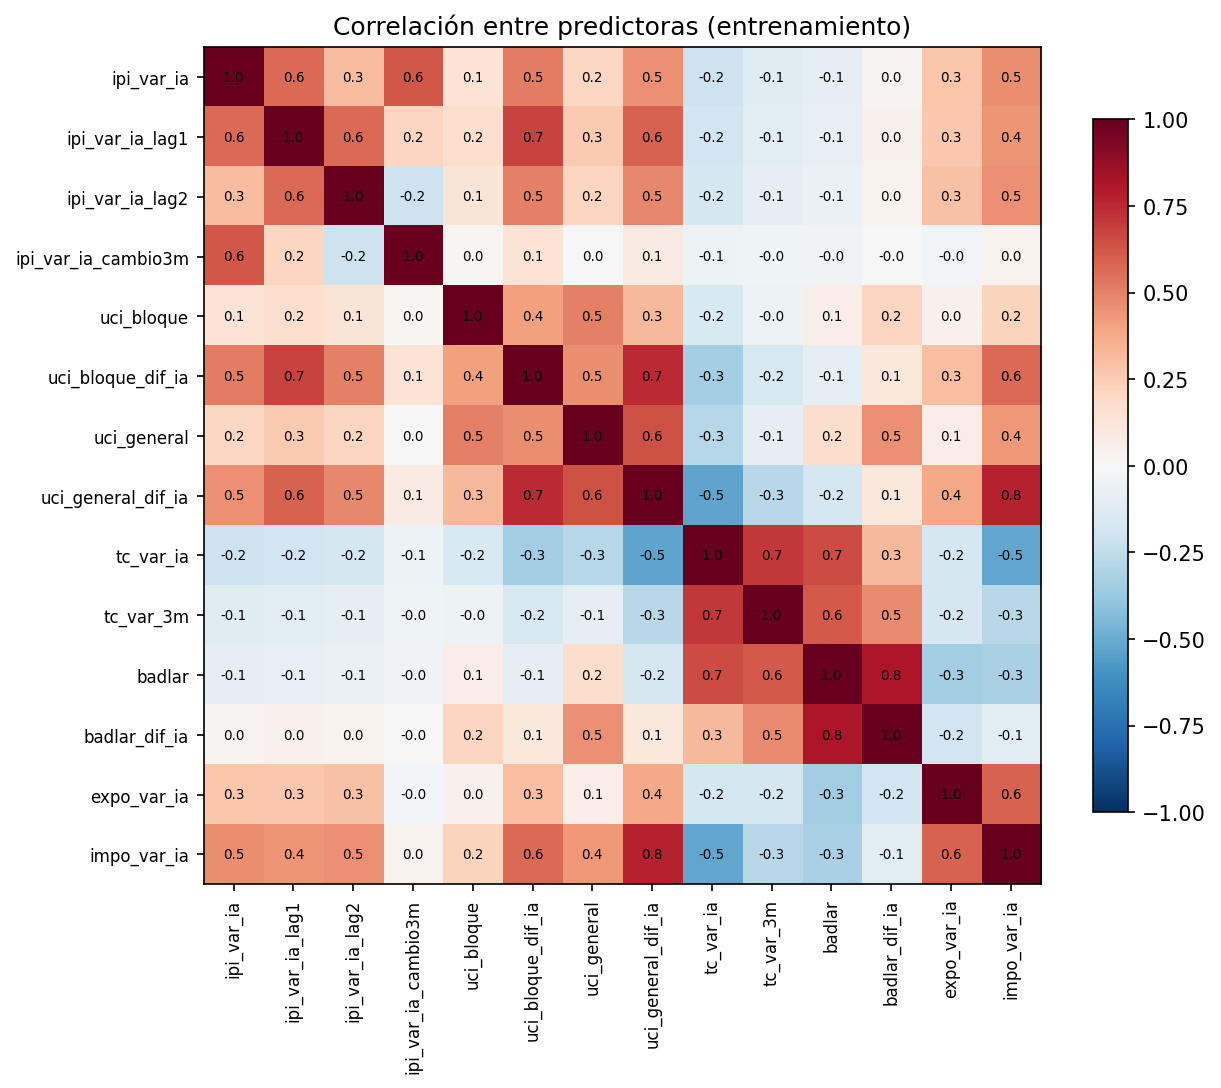 Correlación entre predictoras (entrenamiento)
ipi_var_ia 1.0 0.6 0.3 0.6 0.1 0.5 0.2 0.5 -0.2 -0.1 -0.1 0.0 0.3 0.5
ipi_var_ia_lag1 0.6 1.0 0.6 0.2 0.2 0.7 0.3 0.6 -0.2 -0.1 -0.1 0.0 0.3 0.4
ipi_var_ia_lag2 0.3 0.6 1.0 -0.2 0.1 0.5 0.2 0.5 -0.2 -0.1 -0.1 0.0 0.3 0.5
ipi_var_ia_cambio3m 0.6 0.2 -0.2 1.0 0.0 0.1 0.0 0.1 -0.1 -0.0 -0.0 -0.0 -0.0 0.0
uci_bloque 0.1 0.2 0.1 0.0 1.0 0.4 0.5 0.3 -0.2 -0.0 0.1 0.2 0.0 0.2
uci_bloque_dif_ia 0.5 0.7 0.5 0.1 0.4 1.0 0.5 0.7 -0.3 -0.2 -0.1 0.1 0.3 0.6
uci_general 0.2 0.3 0.2 0.0 0.5 0.5 1.0 0.6 -0.3 -0.1 0.2 0.5 0.1 0.4
uci_general_dif_ia 0.5 0.6 0.5 0.1 0.3 0.7 0.6 1.0 -0.5 -0.3 -0.2 0.1 0.4 0.8
tc_var_ia -0.2 -0.2 -0.2 -0.1 -0.2 -0.3 -0.3 -0.5 1.0 0.7 0.7 0.3 -0.2 -0.5
tc_var_3m -0.1 -0.1 -0.1 -0.0 -0.0 -0.2 -0.1 -0.3 0.7 1.0 0.6 0.5 -0.2 -0.3
badlar -0.1 -0.1 -0.1 -0.0 0.1 -0.1 0.2 -0.2 0.7 0.6 1.0 0.8 -0.3 -0.3
badlar_dif_ia 0.0 0.0 0.0 -0.0 0.2 0.1 0.5 0.1 0.3 0.5 0.8 1.0 -0.2 -0.1
expo_var_ia 0.3 0.3 0.3 -0.0 0.0 0.3 0.1 0.4 -0.2 -0.2 -0.3 -0.2 1.0 0.6
impo_var_ia 0.5 0.4 0.5 0.0 0.2 0.6 0.4 0.8 -0.5 -0.3 -0.3 -0.1 0.6 1.0
ipi_var_ia
ipi_var_ia_lag1
ipi_var_ia_lag2
ipi_var_ia_cambio3m
uci_bloque
uci_bloque_dif_ia
uci_general
uci_general_dif_ia
tc_var_ia
tc_var_3m
badlar
badlar_dif_ia
expo_var_ia
impo_var_ia
1.00
0.75
0.50
0.25
0.00
−0.25
−0.50
−0.75
−1.00